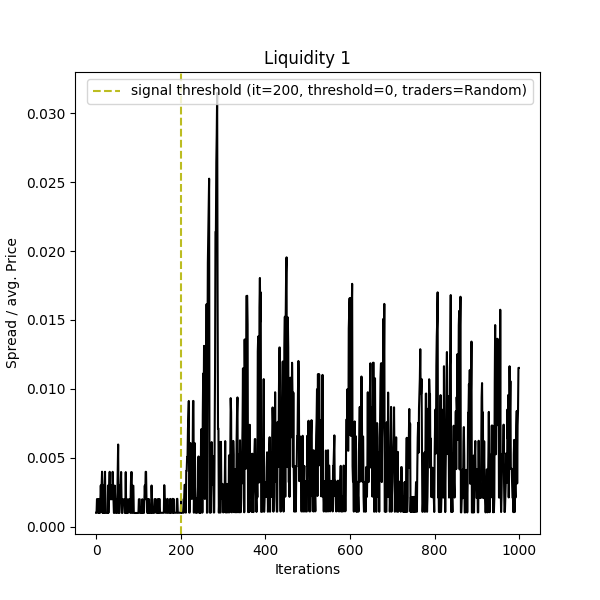 Liquidity 1
signal threshold (it=200, threshold=0, traders=Random)
Spread / avg. Price
0.030
0.025
0.020
0.015
0.010
0.005
0.000
0 200 400 600 800 1000
Iterations